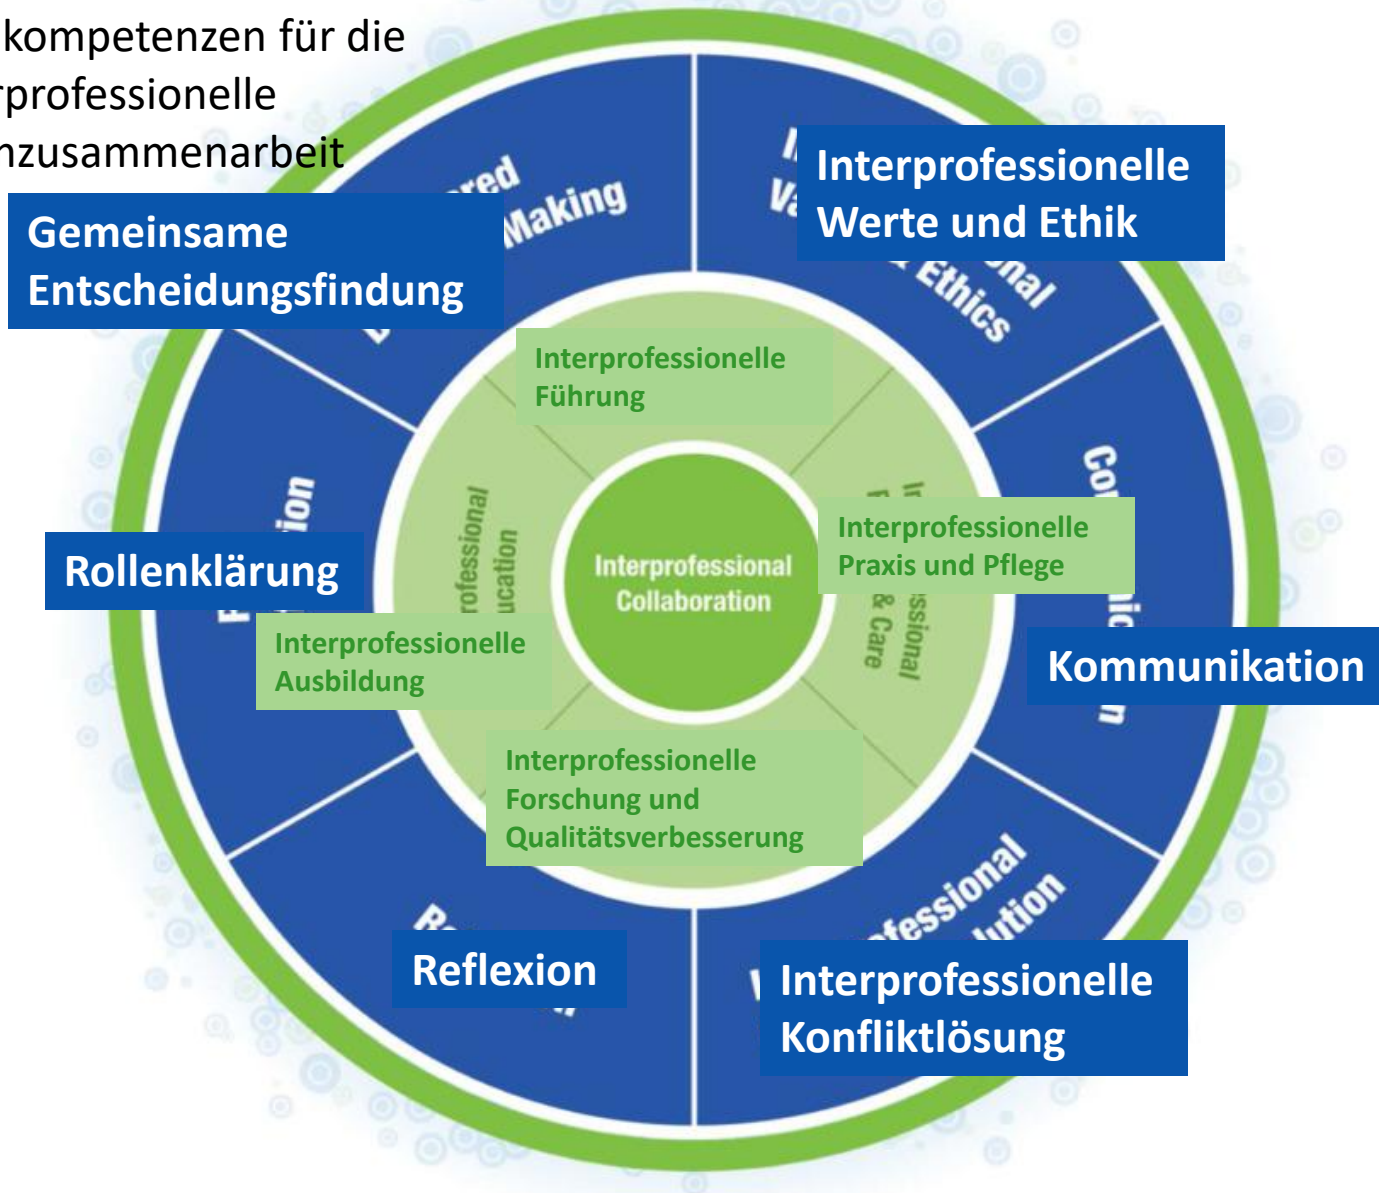 kompetenzen für die
rprofessionelle
nzusammenarbeit
Gemeinsame
Entscheidungsfindung
Making
Interprofessionelle
Werte und Ethik
Ethics
Interprofessionelle
Führung
Rollenklärung
Interprofessional
Collaboration
Interprofessionelle
Praxis und Pflege
& Care
Interprofessionelle
Ausbildung
Kommunikation
Interprofessionelle
Forschung und
Qualitätsverbesserung
Reflexion
Interprofessionelle
Konfliktlösung